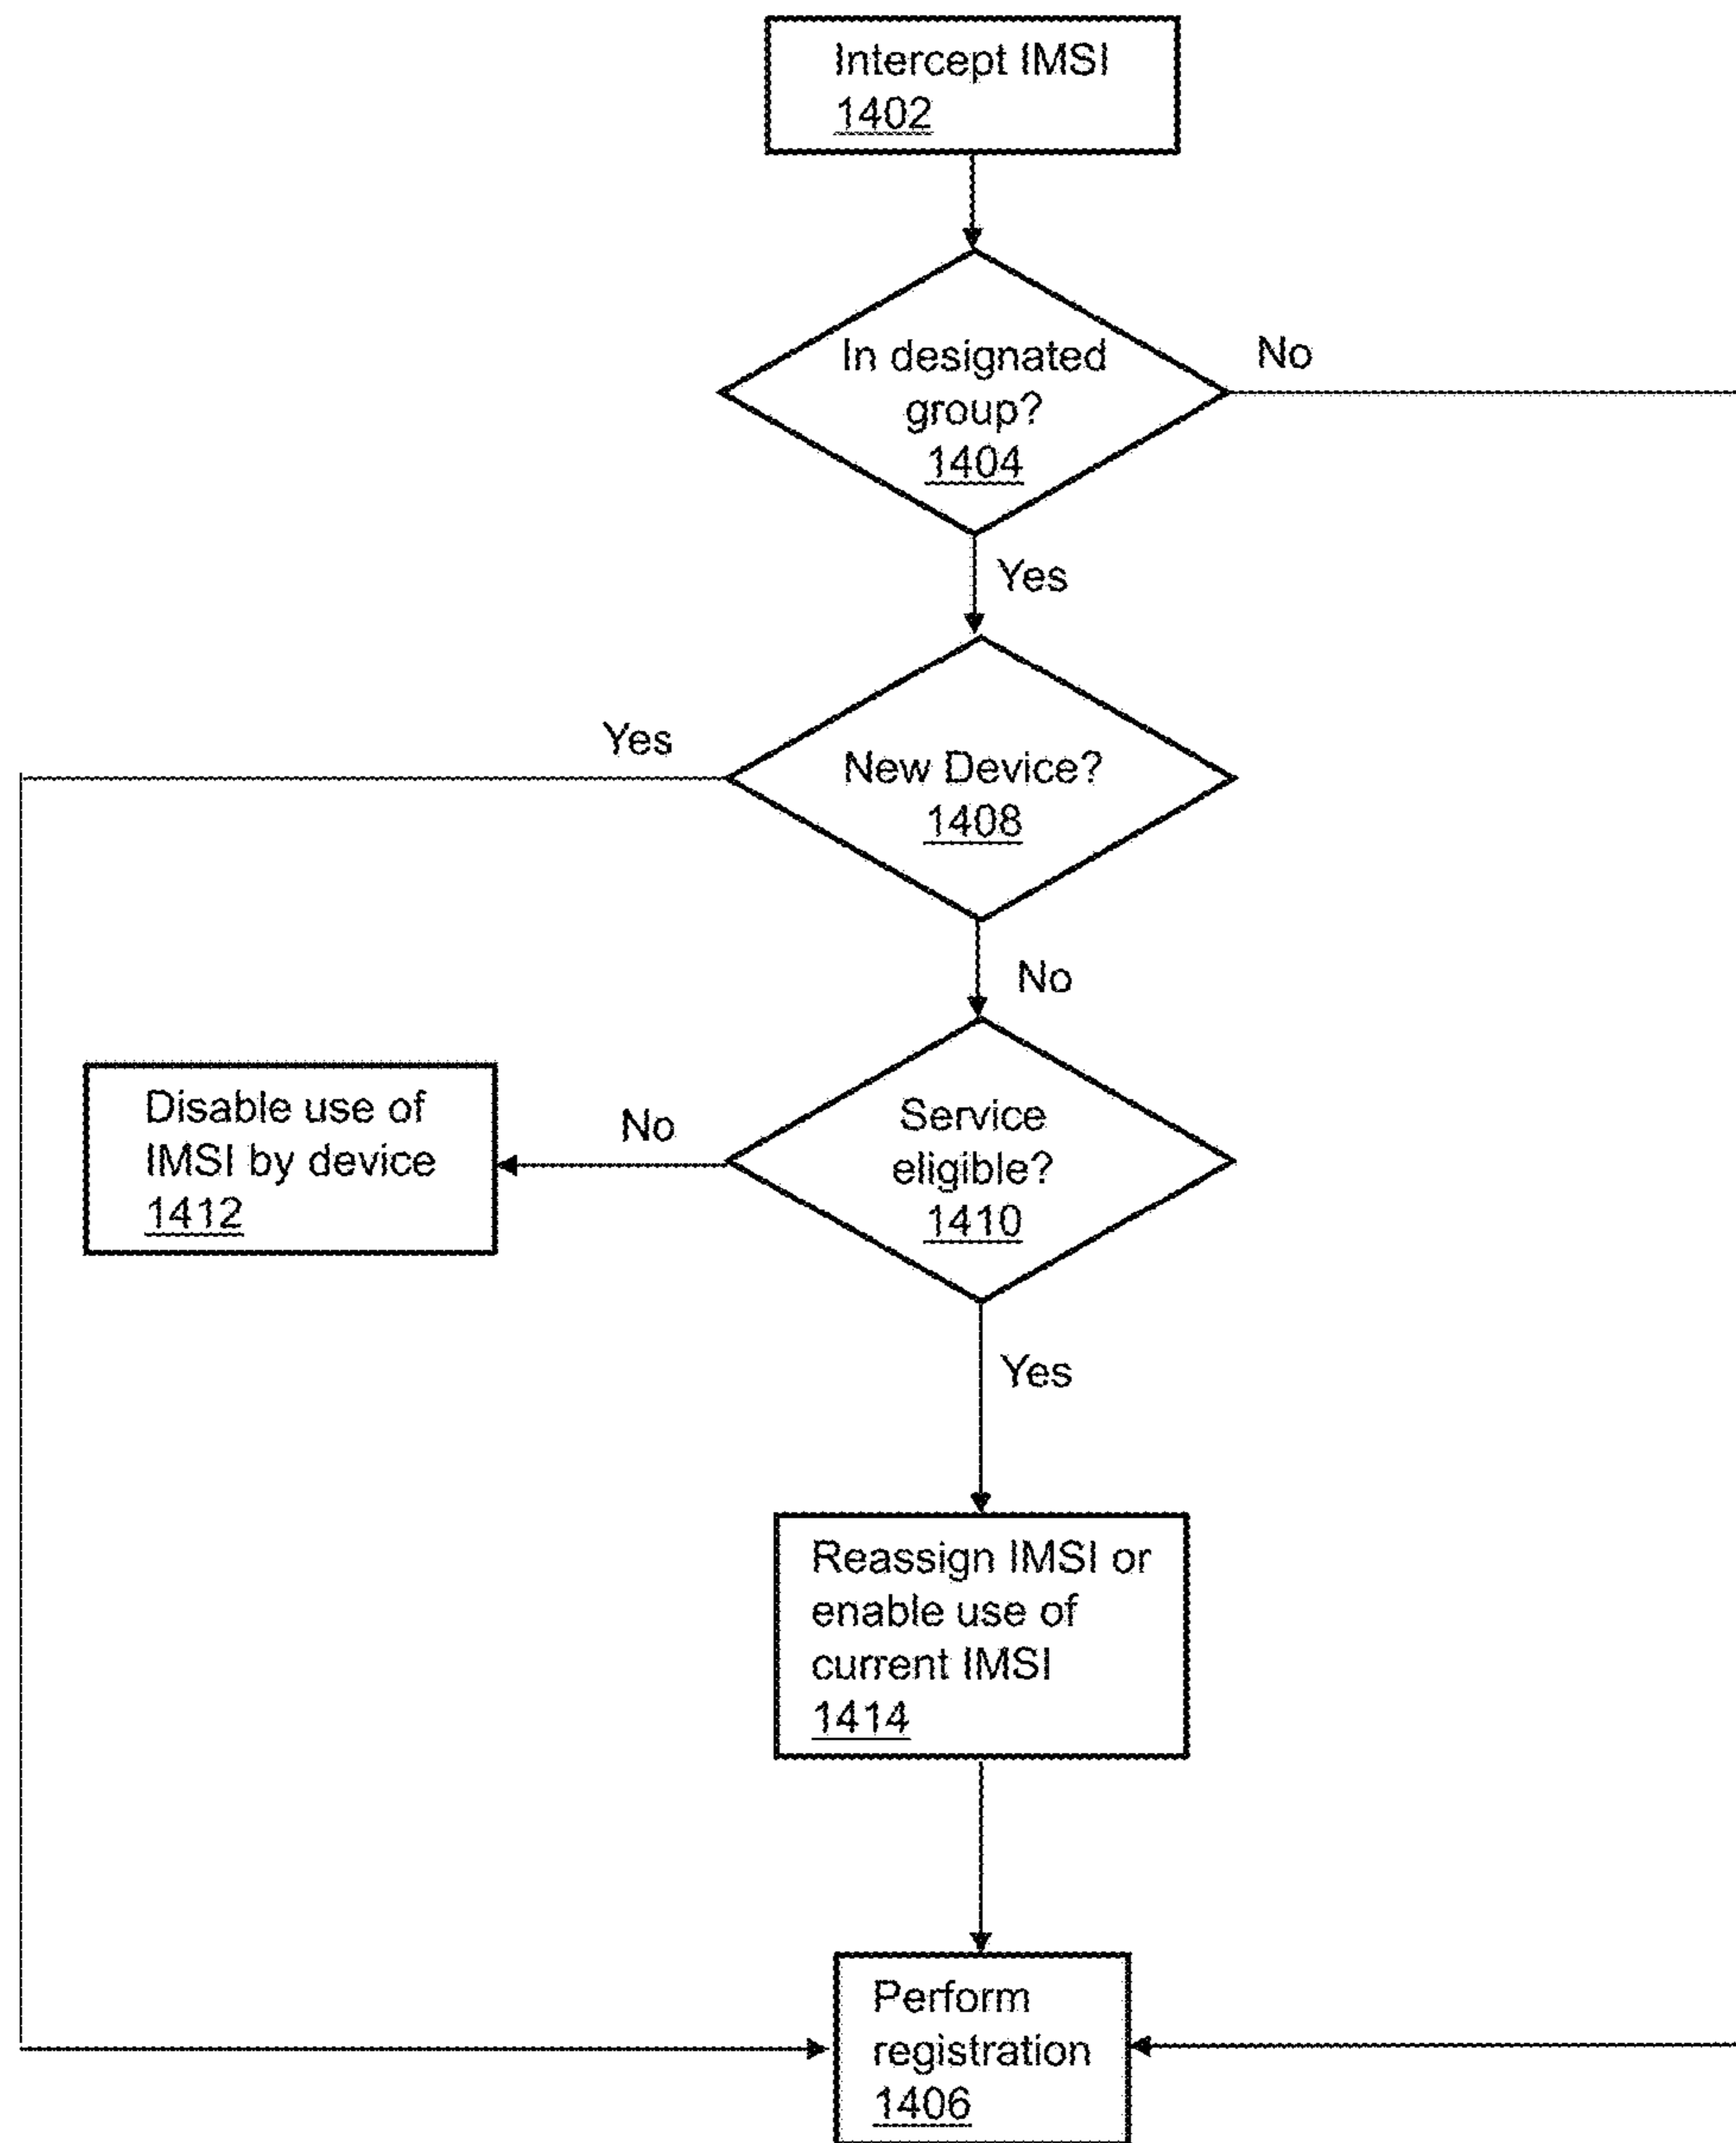 Intercept IMSI
1402
In designated
group?
1404
No
Yes
New Device?
1408
Yes
No
Service
eligible?
1410
No
Disable use of
IMSI by device
1412
Yes
Reassign IMSI or
enable use of
current IMSI
1414
Perform
registration
1406